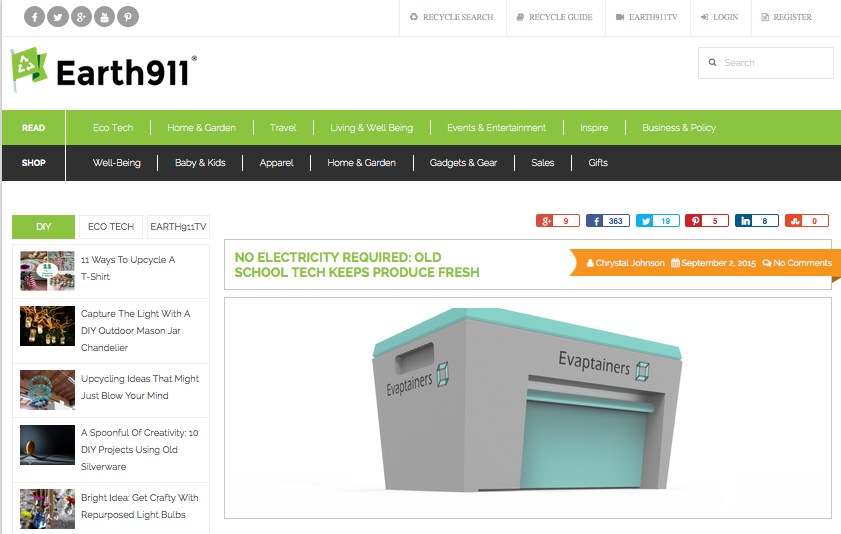 RECYCLE SEARCH
RECYCLE GUIDE
EARTH911TV
LOGIN
REGISTER
Earth911®
Search
READ
Eco Tech
Home & Garden
Travel
Living & Well Being
Events & Entertainment
Inspire
Business & Policy
SHOP
Well-Being
Baby & Kids
Apparel
Home & Garden
Gadgets & Gear
Sales
Gifts
DIY
ECO TECH
EARTH911TV
11 Ways To Upcycle A
T-Shirt
Capture The Light With A
DIY Outdoor Mason Jar
Chandelier
Upcycling Ideas That Might
Just Blow Your Mind
A Spoonful Of Creativity: 10
DIY Projects Using Old
Silverware
Bright Idea: Get Crafty With
Repurposed Light Bulbs
9
363
19
5
8
0
NO ELECTRICITY REQUIRED: OLD
SCHOOL TECH KEEPS PRODUCE FRESH
Chrystal Johnson
September 2, 2015
No Comments
Evaptainers
Evaptainers